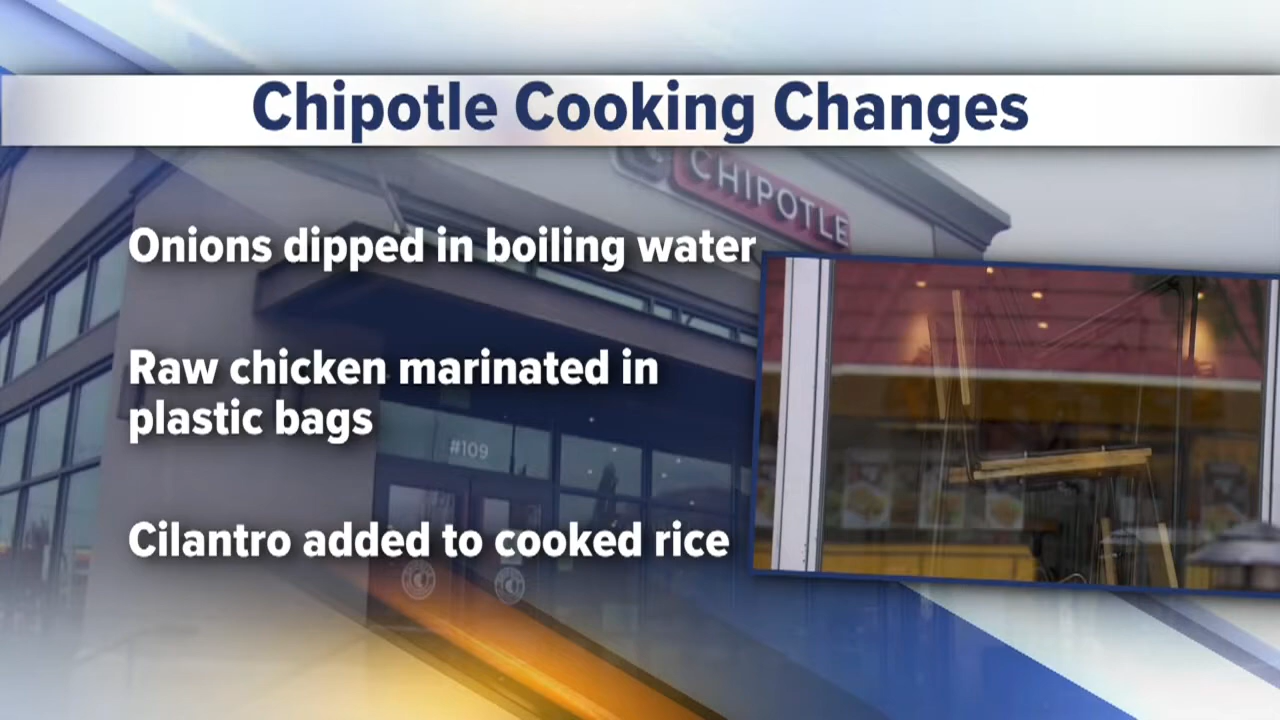 Chipotle Cooking Changes
CHIPOTLE
Onions dipped in boiling water
Raw chicken marinated in
plastic bags
#109
Cilantro added to cooked rice